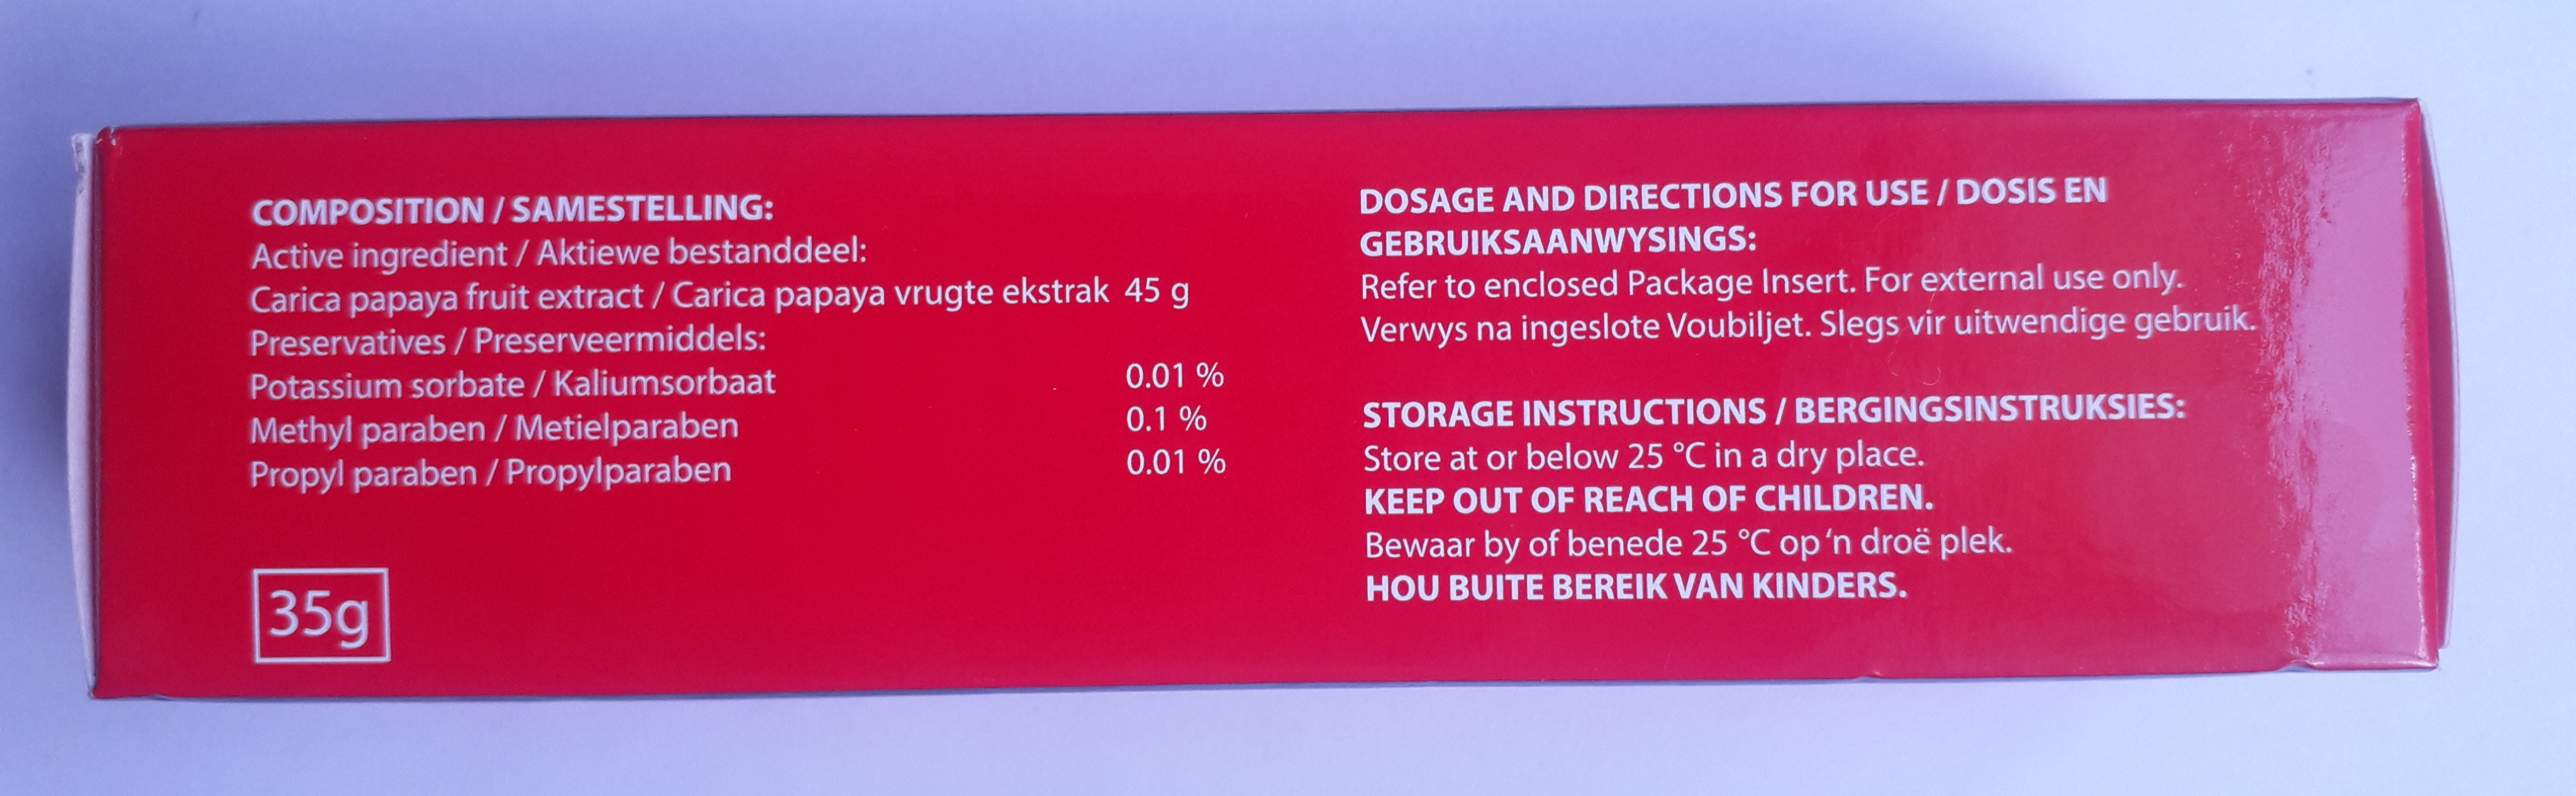 COMPOSITION / SAMESTELLING:
Active ingredient / Aktiewe bestanddeel:
Carica papaya fruit extract / Carica papaya vrugte ekstrak 45 g
Preservatives / Preserveermiddels:
Potassium sorbate / Kaliumsorbaat 0.01 %
Methyl paraben / Metielparaben 0.1 %
Propyl paraben / Propylparaben 0.01 %
35g
DOSAGE AND DIRECTIONS FOR USE / DOSIS EN
GEBRUIKSAANWYSINGS:
Refer to enclosed Package Insert. For external use only.
Verwys na ingeslote Voubiljet. Slegs vir uitwendige gebruik.
STORAGE INSTRUCTIONS / BERGINGSINSTRUKSIES:
Store at or below 25 °C in a dry place.
KEEP OUT OF REACH OF CHILDREN.
Bewaar by of benede 25 °C op 'n droë plek.
HOU BUITE BEREIK VAN KINDERS.